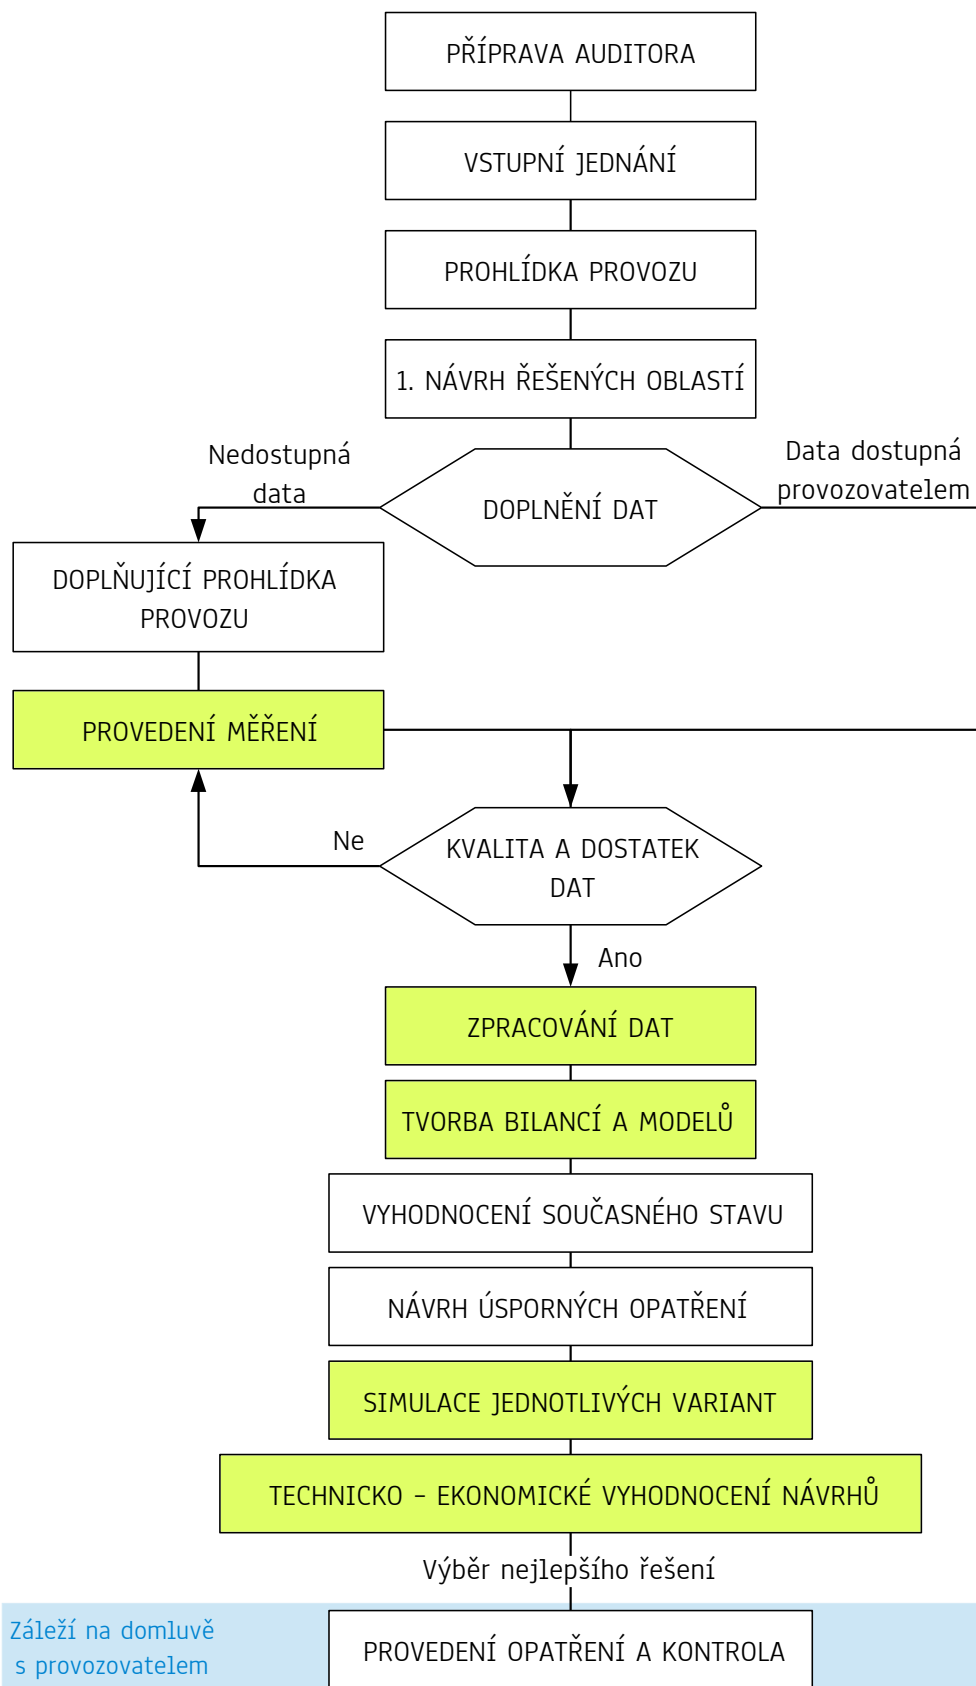 PŘÍPRAVA AUDITORA
VSTUPNÍ JEDNÁNÍ
PROHLÍDKA PROVOZU
1. NÁVRH ŘEŠENÝCH OBLASTÍ
Nedostupná
data
Data dostupná
provozovatelem
DOPLNĚNÍ DAT
DOPLŇUJÍCÍ PROHLÍDKA
PROVOZU
PROVEDENÍ MĚŘENÍ
Ne
KVALITA A DOSTATEK
DAT
Ano
ZPRACOVÁNÍ DAT
TVORBA BILANCÍ A MODELŮ
VYHODNOCENÍ SOUČASNÉHO STAVU
NÁVRH ÚSPORNÝCH OPATŘENÍ
SIMULACE JEDNOTLIVÝCH VARIANT
TECHNICKO – EKONOMICKÉ VYHODNOCENÍ NÁVRHŮ
Výběr nejlepšího řešení
Záleží na domluvě
s provozovatelem
PROVEDENÍ OPATŘENÍ A KONTROLA